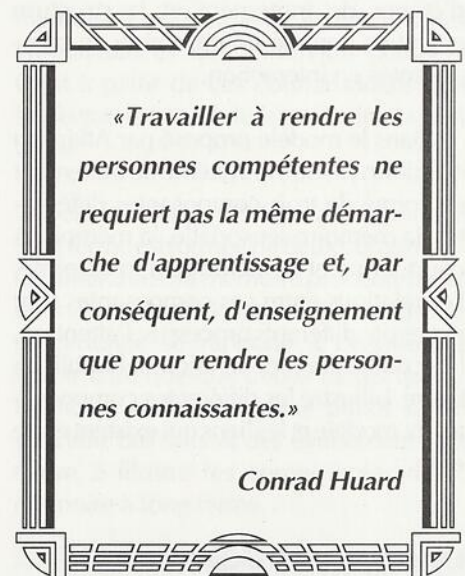 «Travailler à rendre les
personnes compétentes ne
requiert pas la même démar-
che d'apprentissage et, par
conséquent, d'enseignement
que pour rendre les person-
nes connaissantes.»
Conrad Huard